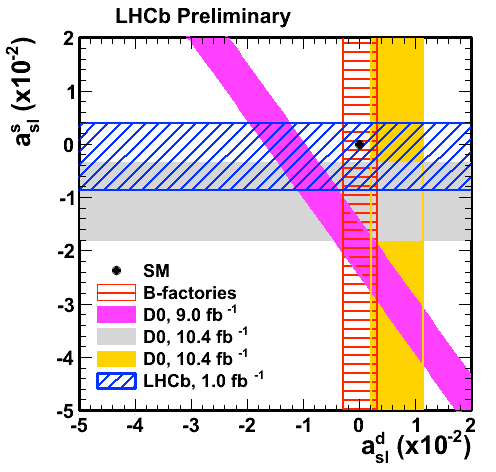 LHCb Preliminary
a^s_sl (x10^-2)
2
1
0
-1
-2
-3
-4
-5
SM
B-factories
D0, 9.0 fb^-1
D0, 10.4 fb^-1
D0, 10.4 fb^-1
LHCb, 1.0 fb^-1
-5 -4 -3 -2 -1 0 1 2
a^d_sl (x10^-2)